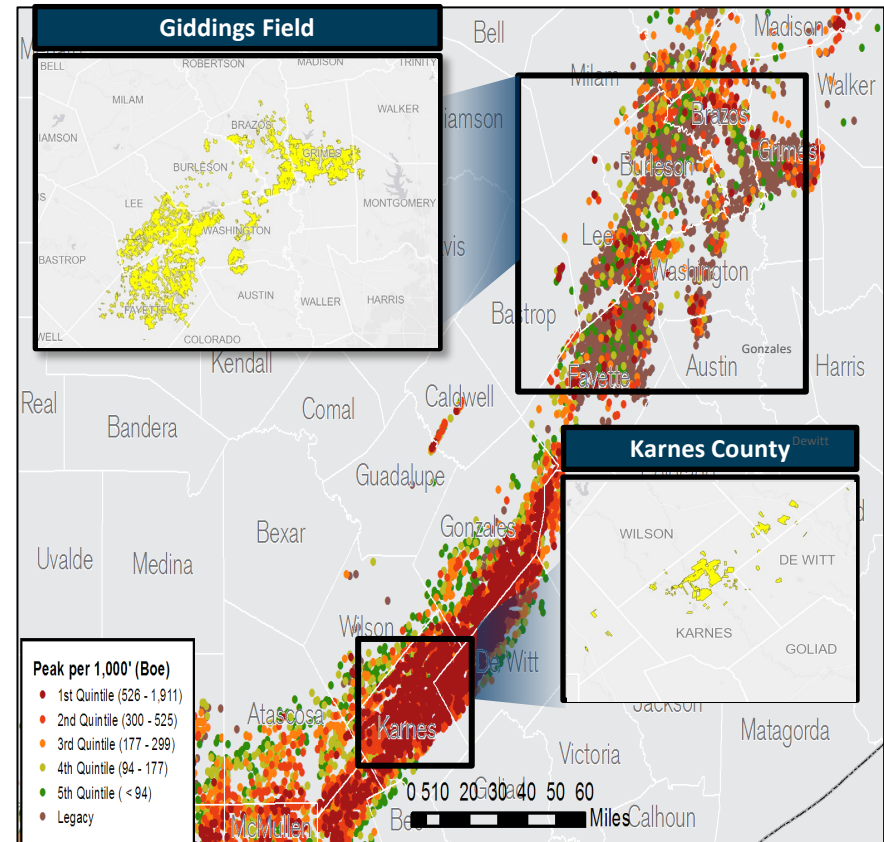 Giddings Field
BELL
ROBERTSON
MADISON
TRINITY
MILAM
WALKER
BRAZOS
GRIMES
BURLESON
LEE
MONTGOMERY
WASHINGTON
BASTROP
AUSTIN
WALLER
HARRIS
FAYETTE
COLORADO
Bell
Madison
Milam
Walker
Brazos
Burleson
Grimes
Lee
Washington
Bastrop
Gonzales
Fayette
Austin
Harris
Kendall
Real
Bandera
Comal
Caldwell
Guadalupe
Karnes County
Dewitt
Gonzales
Bexar
Uvalde
Medina
WILSON
DE WITT
KARNES
GOLIAD
Wilson
De Witt
Peak per 1,000' (Boe)
1st Quintile (526 - 1,911)
2nd Quintile (300 - 525)
3rd Quintile (177 - 299)
4th Quintile (94 - 177)
5th Quintile ( < 94)
Legacy
Atascosa
Karnes
Jackson
Matagorda
Victoria
Goliad
0 5 10 20 30 40 50 60
Miles
McMullen
Calhoun